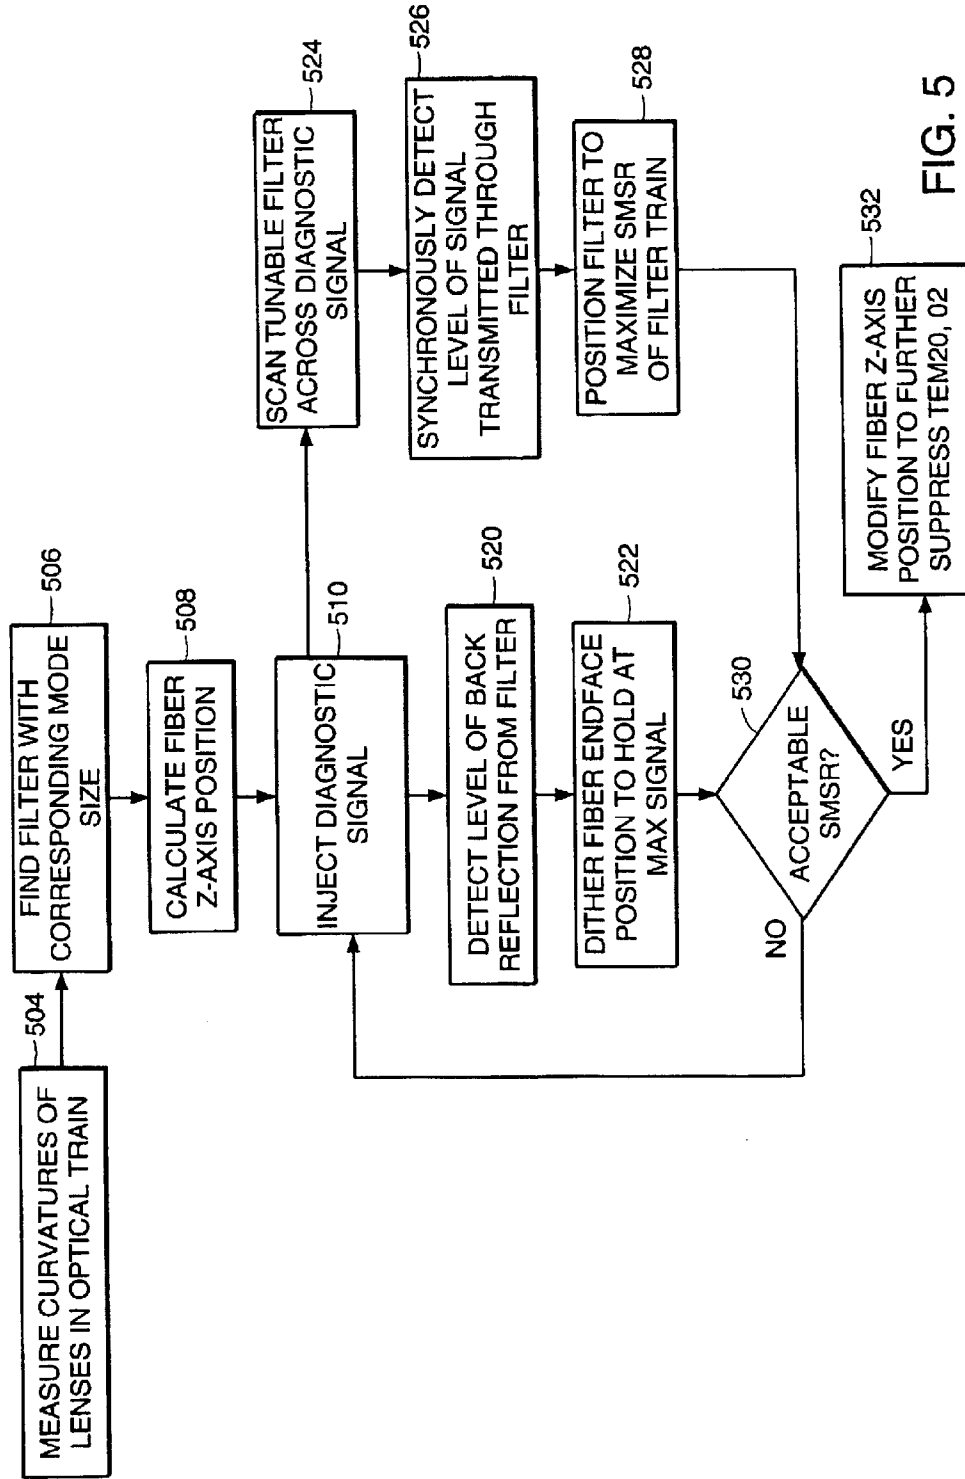 MEASURE CURVATURES OF
LENSES IN OPTICAL TRAIN
504
FIND FILTER WITH
CORRESPONDING MODE
SIZE
506
CALCULATE FIBER
Z-AXIS POSITION
508
INJECT DIAGNOSTIC
SIGNAL
510
DETECT LEVEL OF BACK
REFLECTION FROM FILTER
520
DITHER FIBER ENDFACE
POSITION TO HOLD AT
MAX SIGNAL
522
SCAN TUNABLE FILTER
ACROSS DIAGNOSTIC
SIGNAL
524
SYNCHRONOUSLY DETECT
LEVEL OF SIGNAL
TRANSMITTED THROUGH
FILTER
526
POSITION FILTER TO
MAXIMIZE SMSR
OF FILTER TRAIN
528
ACCEPTABLE
SMSR?
530
NO
YES
MODIFY FIBER Z-AXIS
POSITION TO FURTHER
SUPPRESS TEM20, 02
532
FIG. 5